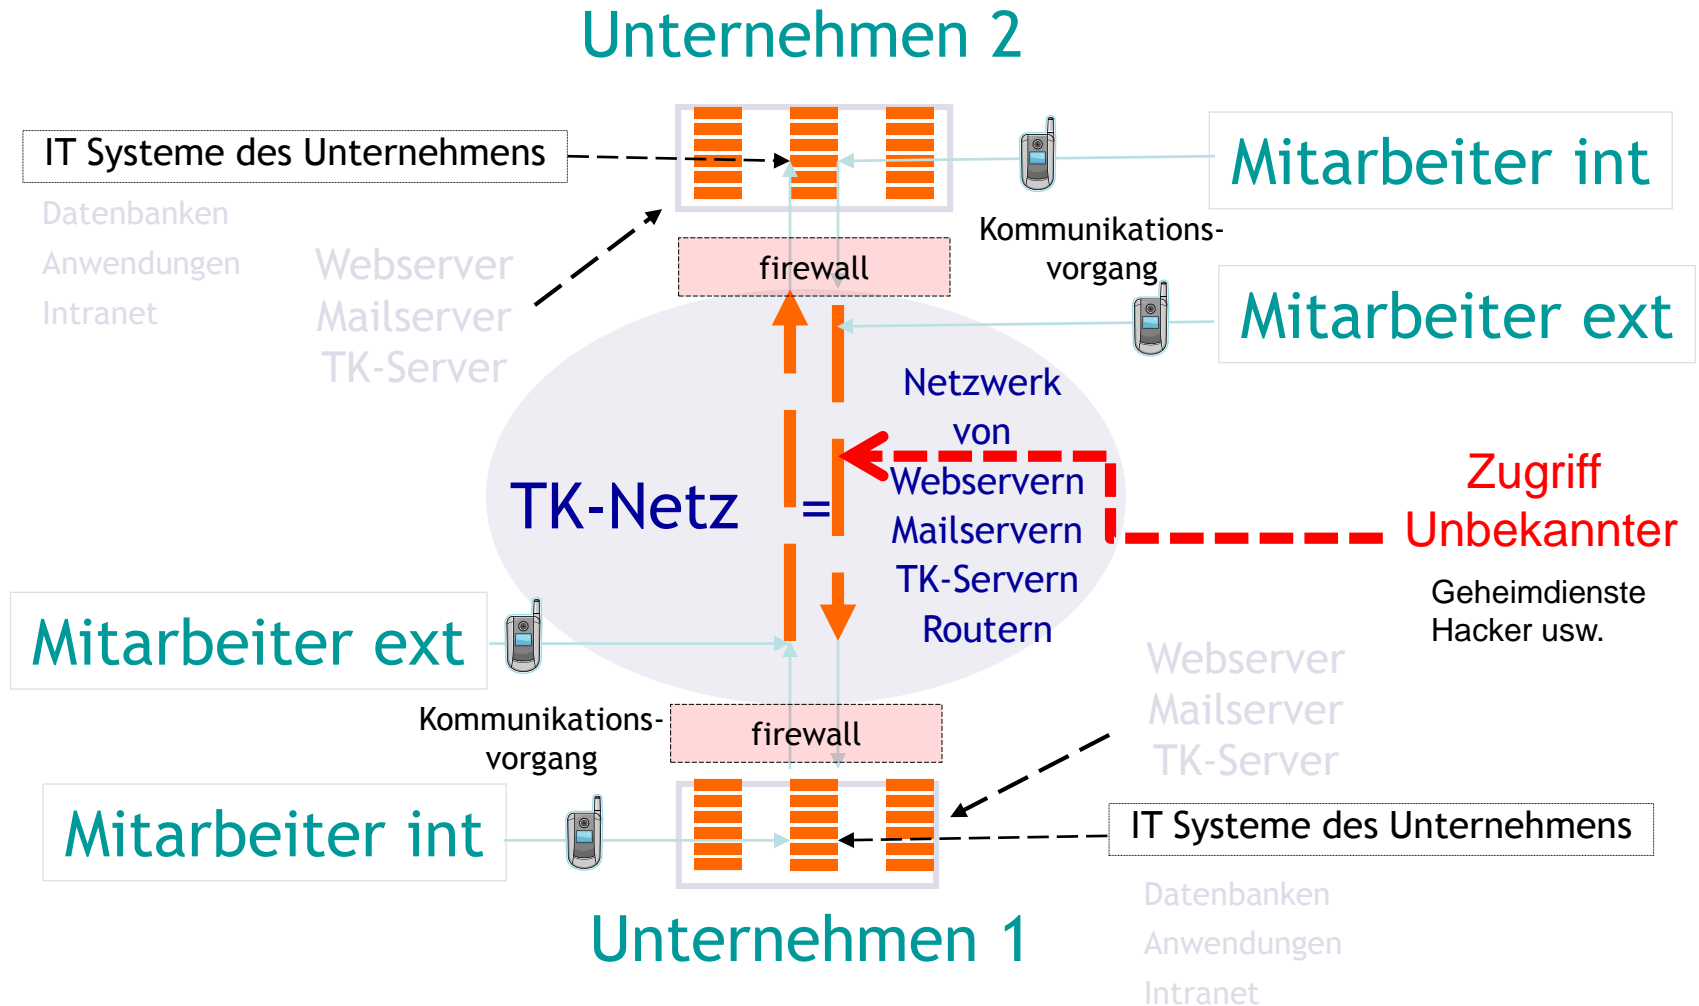 Unternehmen 2
IT Systeme des Unternehmens
Datenbanken
Anwendungen
Intranet
Webserver
Mailserver
TK-Server
Mitarbeiter int
Kommunikations-
vorgang
firewall
Mitarbeiter ext
TK-Netz =
Netzwerk
von
Webservern
Mailservern
TK-Servern
Routern
Zugriff
Unbekannter
Geheimdienste
Hacker usw.
Mitarbeiter ext
Kommunikations-
vorgang
firewall
Mitarbeiter int
Webserver
Mailserver
TK-Server
IT Systeme des Unternehmens
Datenbanken
Anwendungen
Intranet
Unternehmen 1